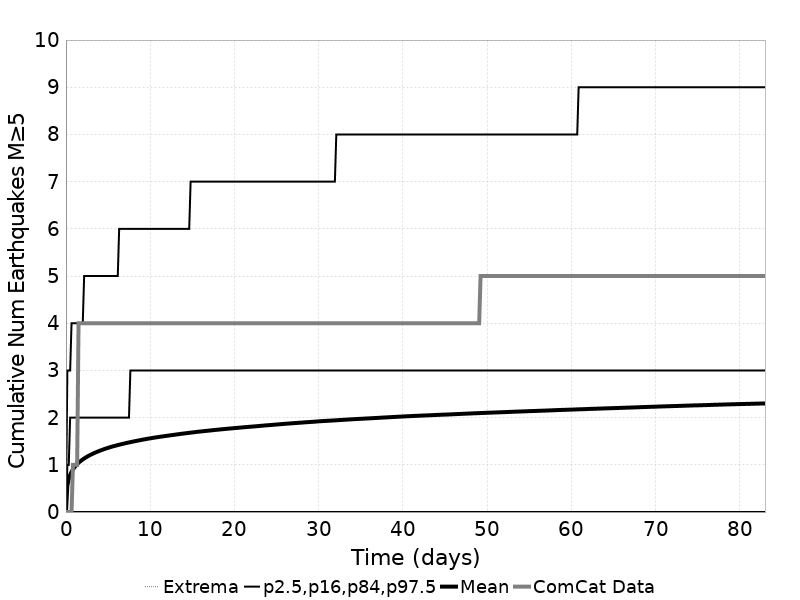 10
9
8
7
6
5
4
3
2
1
0
Cumulative Num Earthquakes M≥5
0 10 20 30 40 50 60 70 80
Time (days)
Extrema p2.5,p16,p84,p97.5 Mean ComCat Data